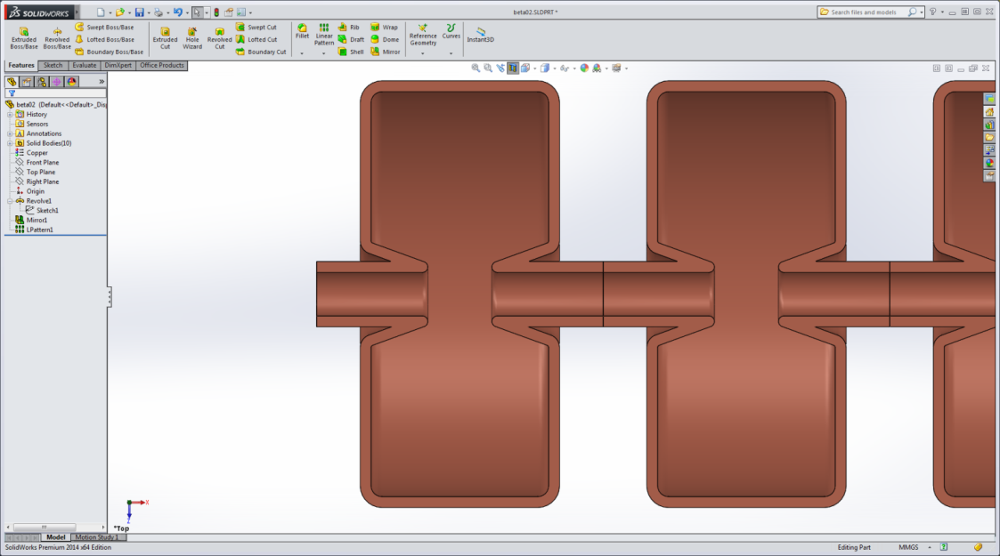 SOLIDWORKS
beta02.SLDPRT *
Search files and models
Extruded Boss/Base
Revolved Boss/Base
Swept Boss/Base
Lofted Boss/Base
Boundary Boss/Base
Extruded Cut
Hole Wizard
Revolved Cut
Swept Cut
Lofted Cut
Boundary Cut
Fillet
Linear Pattern
Rib
Draft
Shell
Wrap
Dome
Mirror
Reference Geometry
Curves
Instant3D
Features
Sketch
Evaluate
DimXpert
Office Products
beta02 (Default<<Default>_Disp
History
Sensors
Annotations
Solid Bodies(10)
Copper
Front Plane
Top Plane
Right Plane
Origin
Revolve1
Sketch1
Mirror1
LPattern1
X
Z
*Top
Model
Motion Study 1
SolidWorks Premium 2014 x64 Edition
Editing Part
MMGS